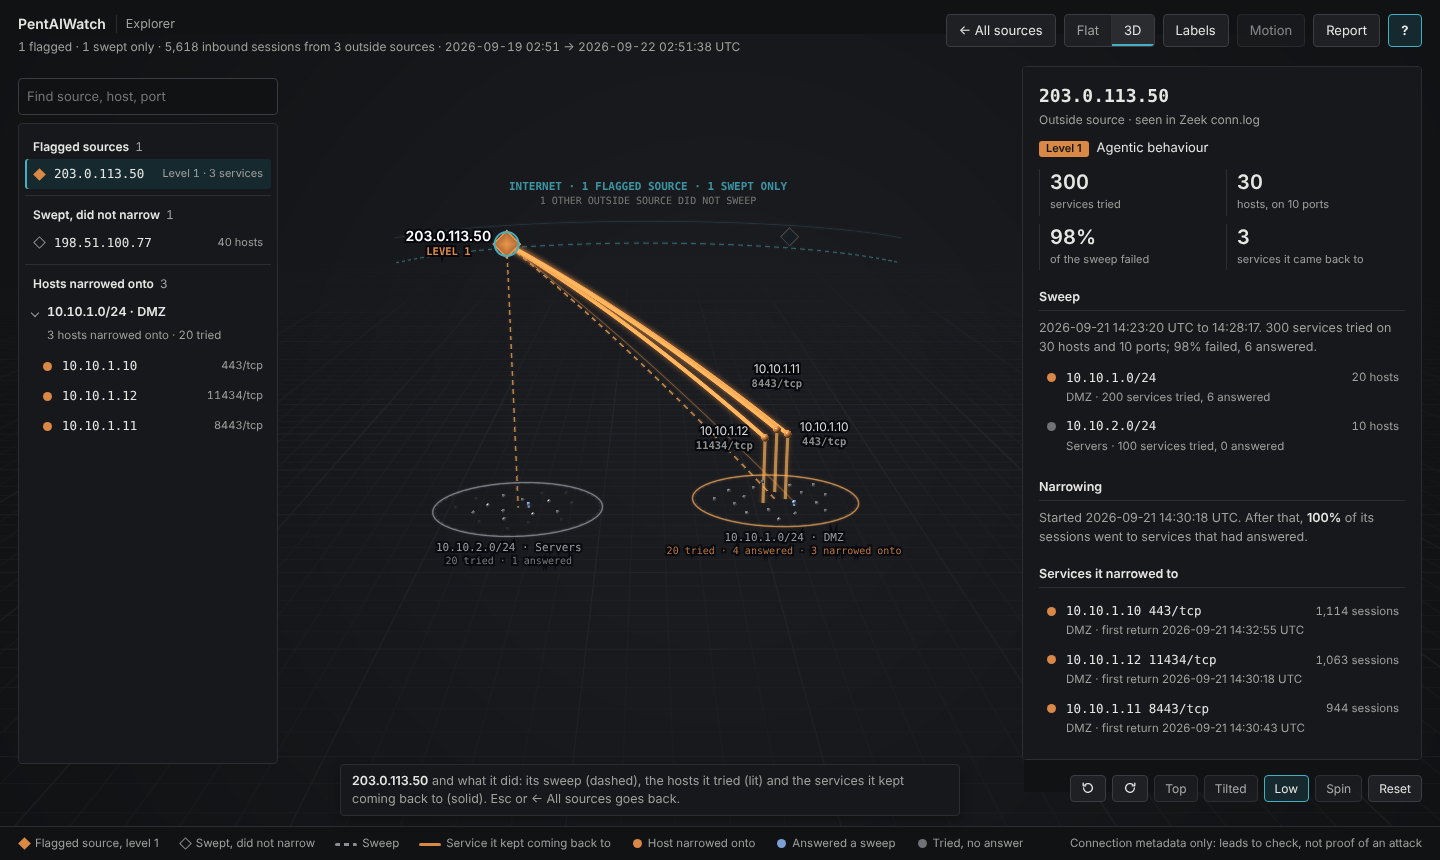 PentAIWatch
Explorer
1 flagged · 1 swept only · 5,618 inbound sessions from 3 outside sources · 2026-09-19 02:51 → 2026-09-22 02:51:38 UTC
← All sources
Flat
3D
Labels
Motion
Report
?
Find source, host, port
Flagged sources 1
203.0.113.50 Level 1 · 3 services
Swept, did not narrow 1
198.51.100.77 40 hosts
Hosts narrowed onto 3
10.10.1.0/24 · DMZ
3 hosts narrowed onto · 20 tried
10.10.1.10 443/tcp
10.10.1.12 11434/tcp
10.10.1.11 8443/tcp
INTERNET · 1 FLAGGED SOURCE · 1 SWEPT ONLY
1 OTHER OUTSIDE SOURCE DID NOT SWEEP
203.0.113.50
LEVEL 1
10.10.1.11
8443/tcp
10.10.1.12
11434/tcp
10.10.1.10
443/tcp
10.10.2.0/24 · Servers
20 tried · 1 answered
10.10.1.0/24 · DMZ
20 tried · 4 answered · 3 narrowed onto
203.0.113.50 and what it did: its sweep (dashed), the hosts it tried (lit) and the services it kept
coming back to (solid). Esc or ← All sources goes back.
203.0.113.50
Outside source · seen in Zeek conn.log
Level 1 Agentic behaviour
300
services tried
30
hosts, on 10 ports
98%
of the sweep failed
3
services it came back to
Sweep
2026-09-21 14:23:20 UTC to 14:28:17. 300 services tried on
30 hosts and 10 ports; 98% failed, 6 answered.
10.10.1.0/24 20 hosts
DMZ · 200 services tried, 6 answered
10.10.2.0/24 10 hosts
Servers · 100 services tried, 0 answered
Narrowing
Started 2026-09-21 14:30:18 UTC. After that, 100% of its
sessions went to services that had answered.
Services it narrowed to
10.10.1.10 443/tcp 1,114 sessions
DMZ · first return 2026-09-21 14:32:55 UTC
10.10.1.12 11434/tcp 1,063 sessions
DMZ · first return 2026-09-21 14:30:18 UTC
10.10.1.11 8443/tcp 944 sessions
DMZ · first return 2026-09-21 14:30:43 UTC
Top
Tilted
Low
Spin
Reset
Flagged source, level 1
Swept, did not narrow
Sweep
Service it kept coming back to
Host narrowed onto
Answered a sweep
Tried, no answer
Connection metadata only: leads to check, not proof of an attack